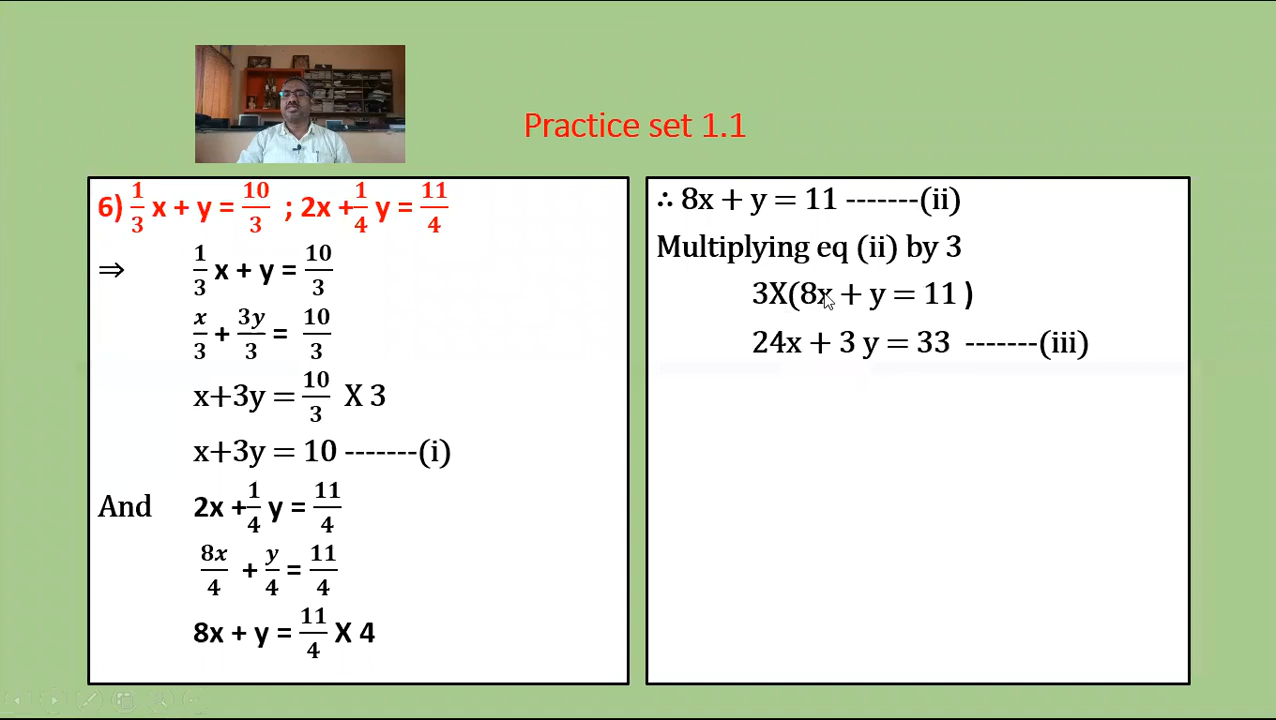 Practice set 1.1
6) 1/3 x + y = 10/3 ; 2x + 1/4 y = 11/4
⇒ 1/3 x + y = 10/3
x/3 + 3y/3 = 10/3
x+3y = 10/3 X 3
x+3y = 10 -------(i)
And 2x + 1/4 y = 11/4
8x/4 + y/4 = 11/4
8x + y = 11/4 X 4
∴ 8x + y = 11 -------(ii)
Multiplying eq (ii) by 3
3X(8x + y = 11 )
24x + 3 y = 33 -------(iii)